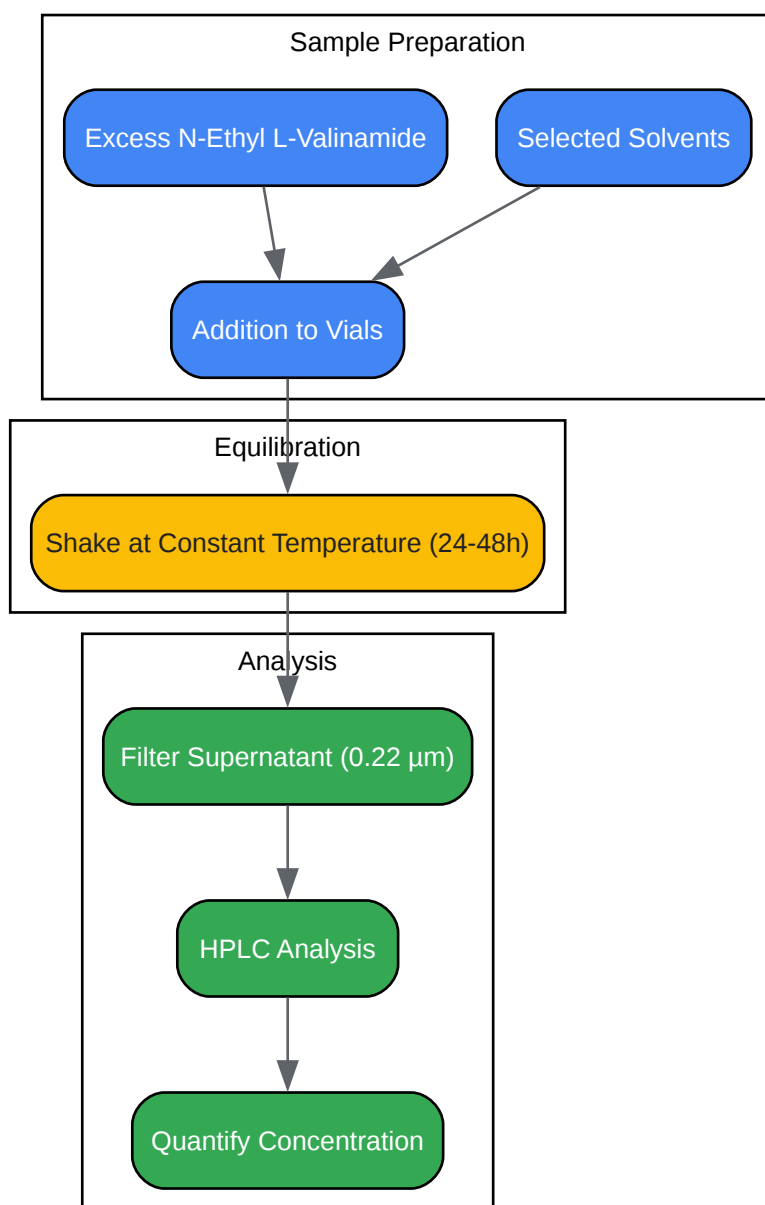 Sample Preparation
Excess N-Ethyl L-Valinamide
Selected Solvents
Addition to Vials
Equilibration
Shake at Constant Temperature (24-48h)
Analysis
Filter Supernatant (0.22 µm)
HPLC Analysis
Quantify Concentration